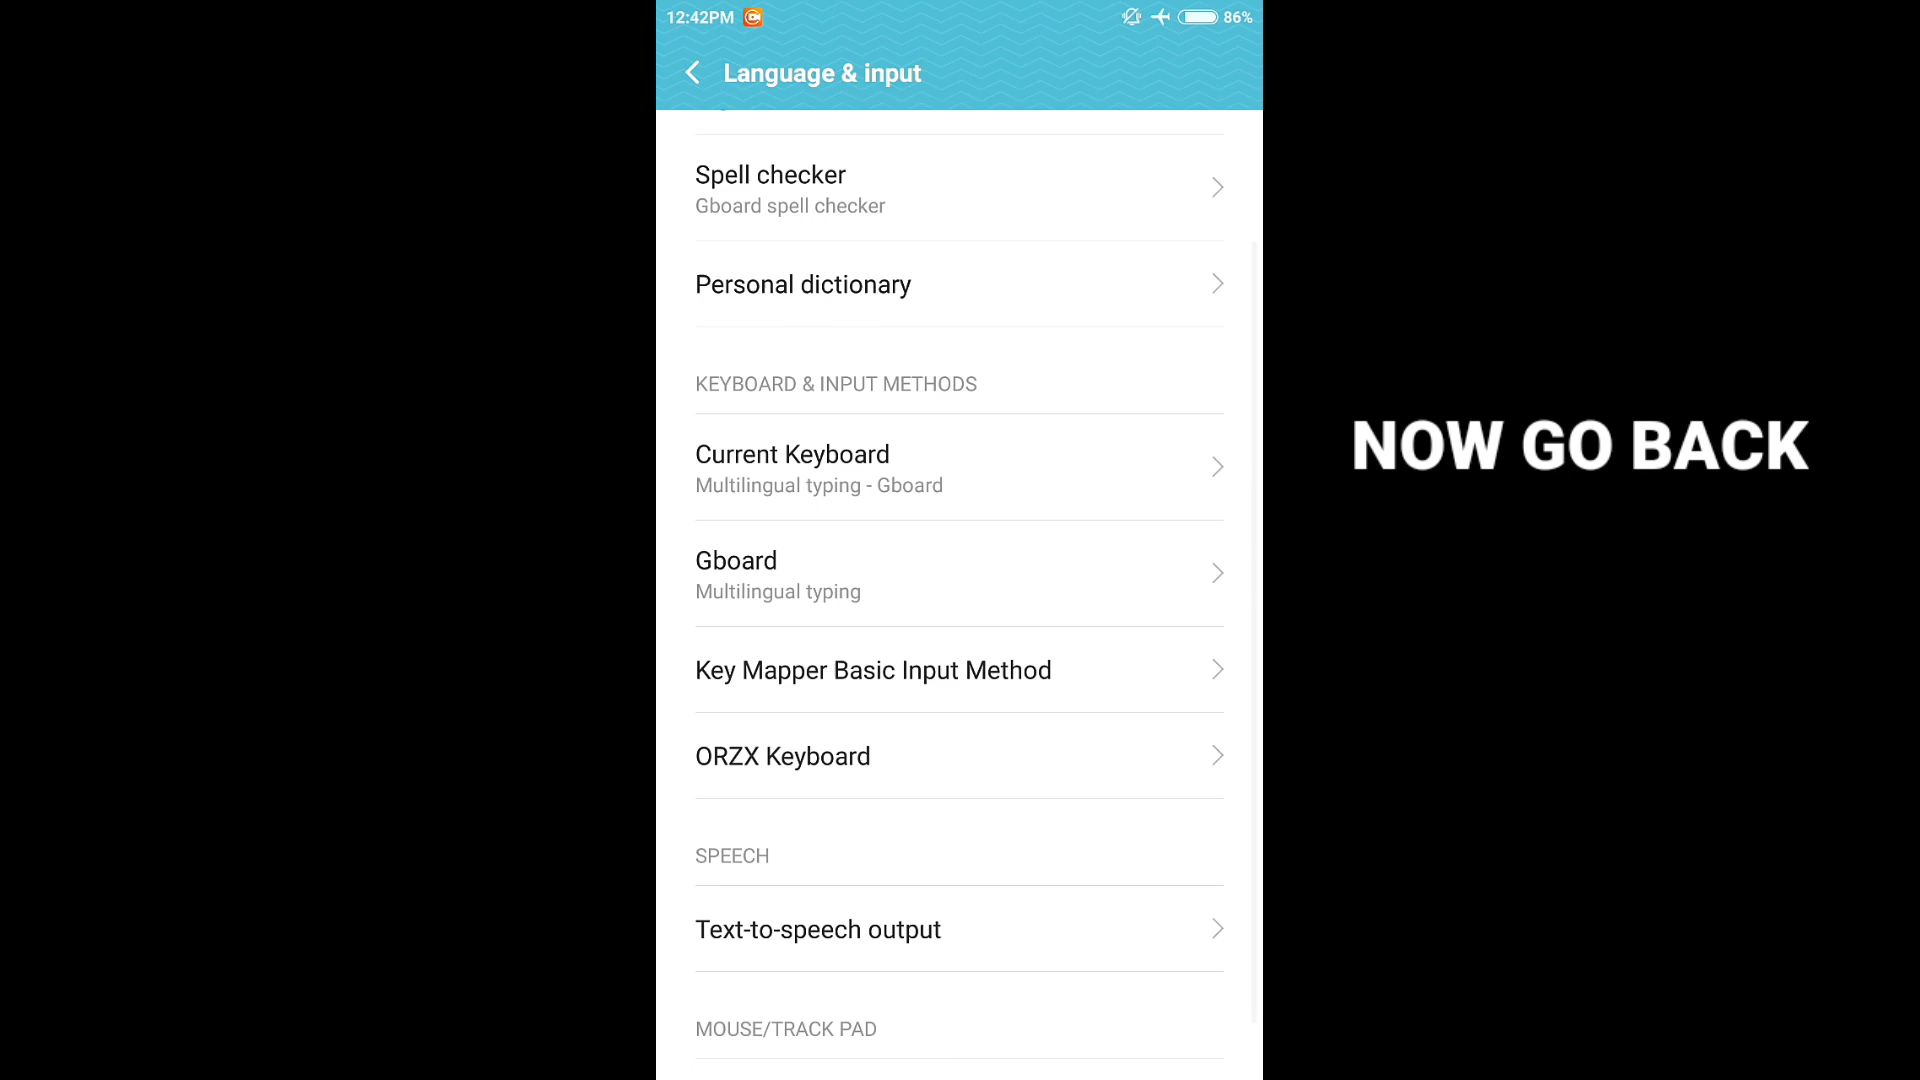 12:42PM
86%
Language & input
Spell checker
Gboard spell checker
Personal dictionary
KEYBOARD & INPUT METHODS
Current Keyboard
Multilingual typing - Gboard
NOW GO BACK
Gboard
Multilingual typing
Key Mapper Basic Input Method
ORZX Keyboard
SPEECH
Text-to-speech output
MOUSE/TRACK PAD